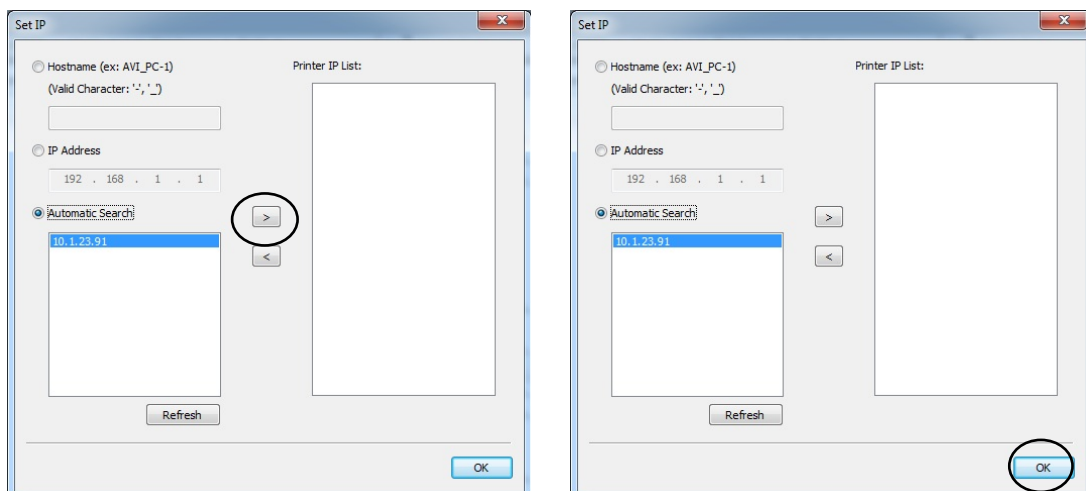 Set IP
x
Hostname (ex: AVI_PC-1)
Printer IP List:
(Valid Character: '-', '_')
IP Address
192 . 168 . 1 . 1
Automatic Search
>
10.1.23.91
<
Refresh
OK
Set IP
x
Hostname (ex: AVI_PC-1)
Printer IP List:
(Valid Character: '-', '_')
IP Address
192 . 168 . 1 . 1
Automatic Search
>
10.1.23.91
<
Refresh
OK